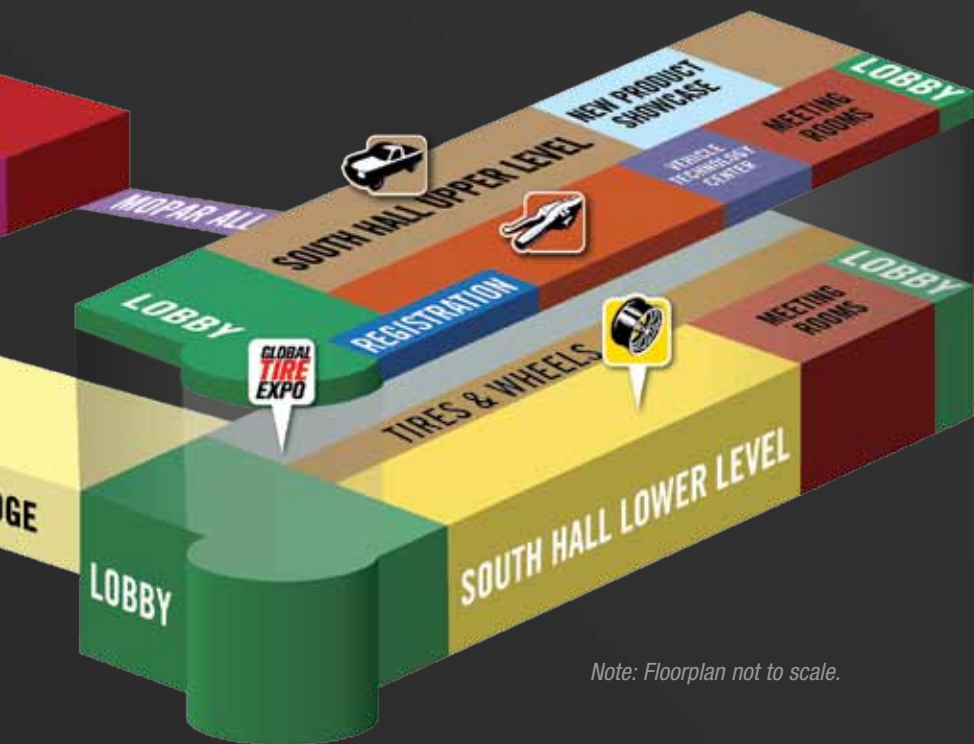 LOBBY
NEW PRODUCT
SHOWCASE
MEETING
ROOMS
VEHICLE
TECHNOLOGY
CENTER
SOUTH HALL UPPER LEVEL
MOPAR ALL
LOBBY
REGISTRATION
LOBBY
MEETING
ROOMS
GLOBAL
TIRE
EXPO
TIRES & WHEELS
DGE
SOUTH HALL LOWER LEVEL
LOBBY
Note: Floorplan not to scale.